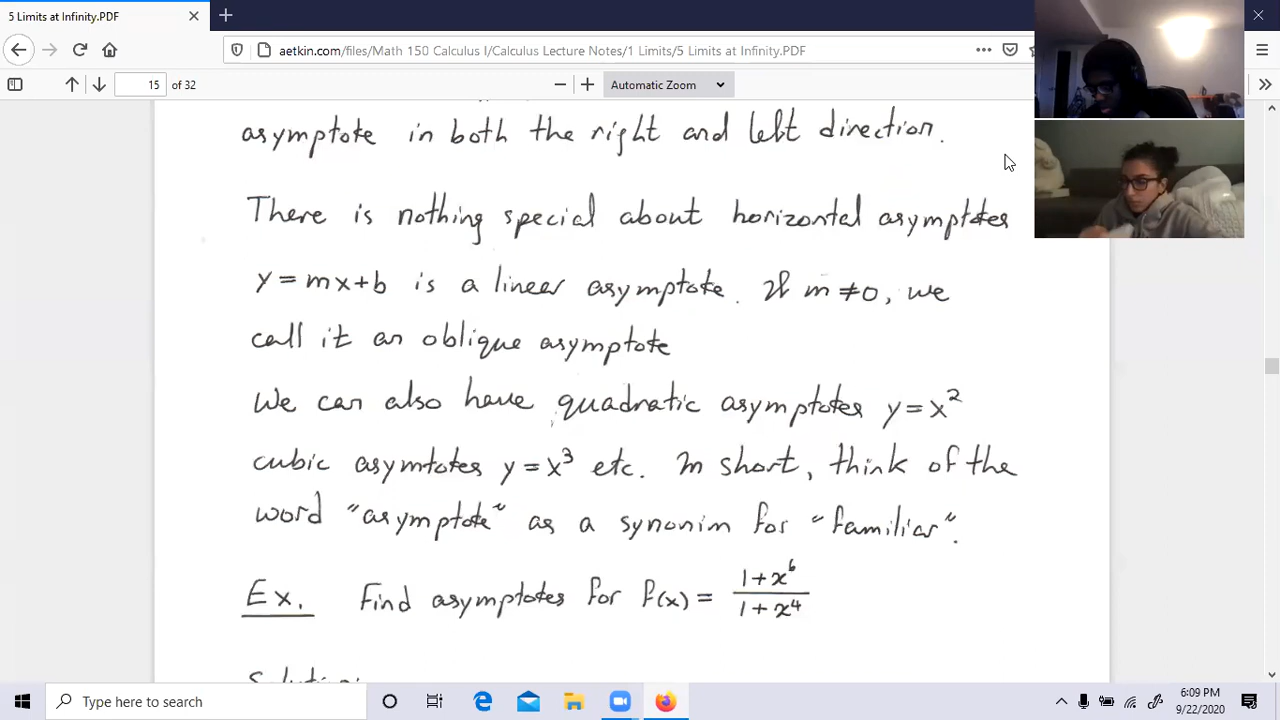 5 Limits at Infinity.PDF
aetkin.com/files/Math 150 Calculus I/Calculus Lecture Notes/1 Limits/5 Limits at Infinity.PDF
15 of 32
Automatic Zoom
asymptote in both the right and left direction.
There is nothing special about horizontal asymptotes
y = mx+b is a linear asymptote. If m ≠ 0, we
call it an oblique asymptote
We can also have quadratic asymptotes y = x²
cubic asymtotes y = x³ etc. In short, think of the
word "asymptote" as a synonim for "familiar".
Ex. Find asymptotes for f(x) = (1+x⁶)/(1+x⁴)
Solution:
Type here to search
6:09 PM
9/22/2020